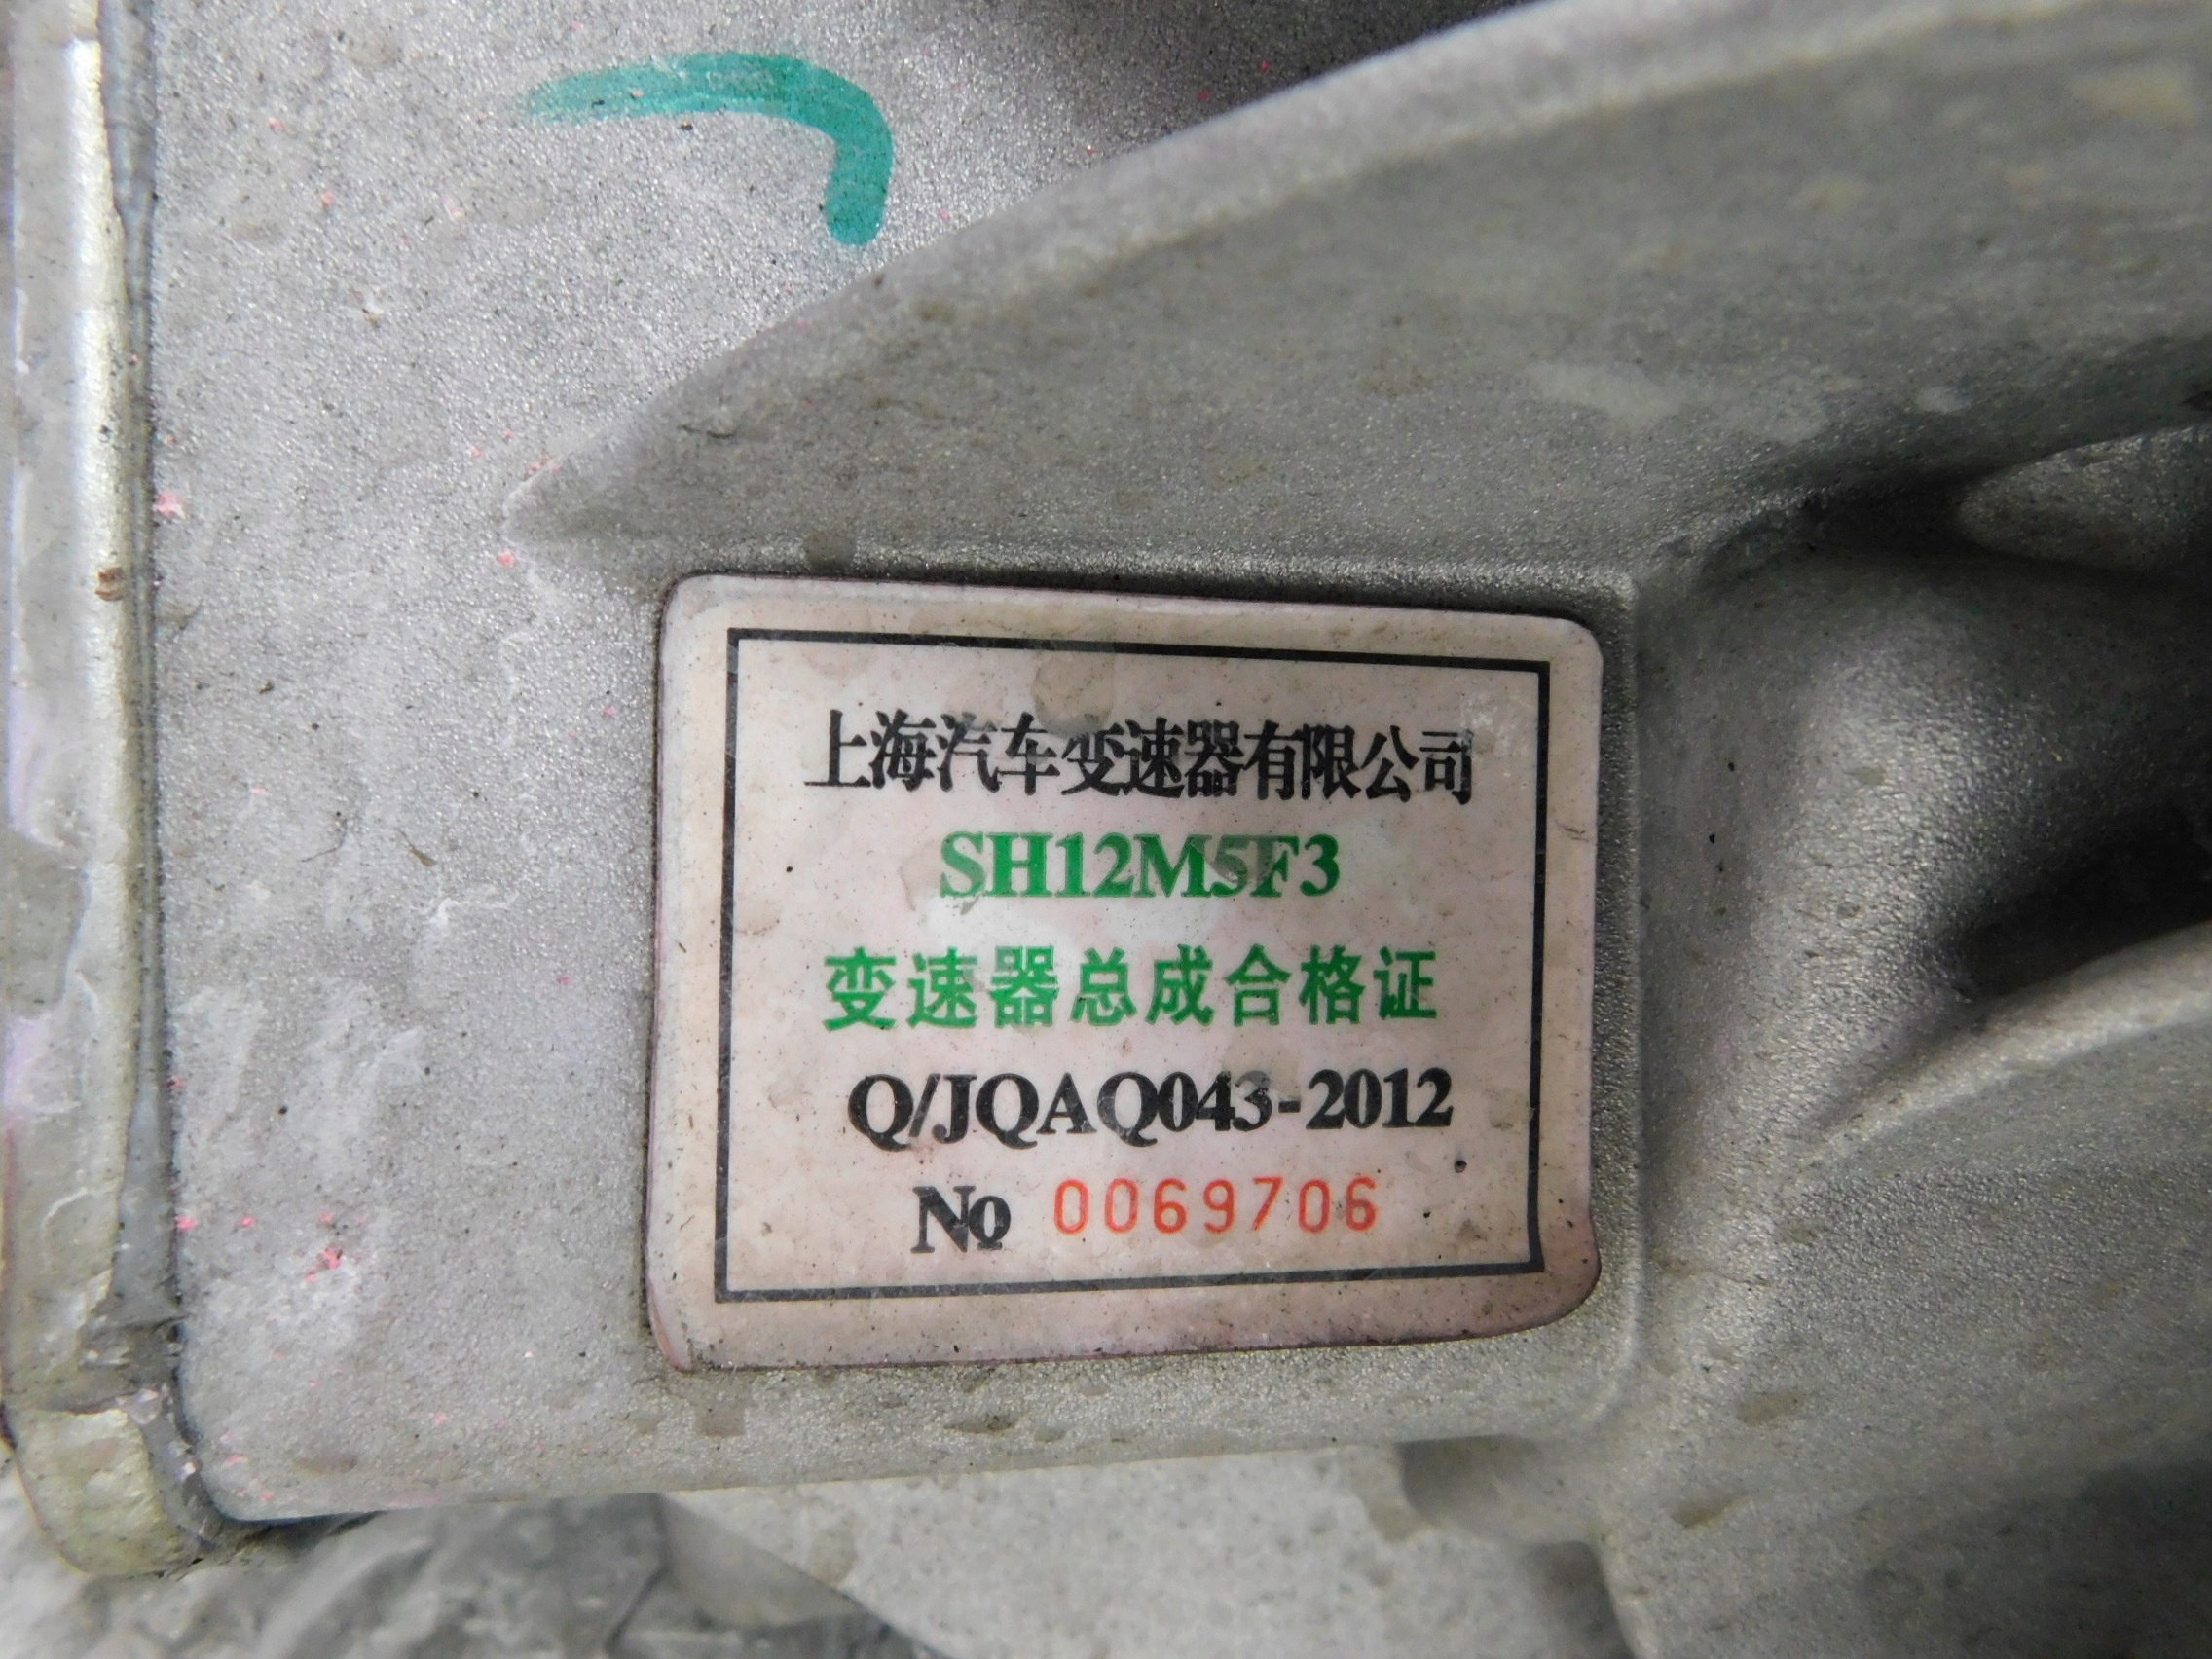 上海汽车变速器有限公司
SH12M5F3
变速器总成合格证
Q/JQAQ043-2012
No 0069706